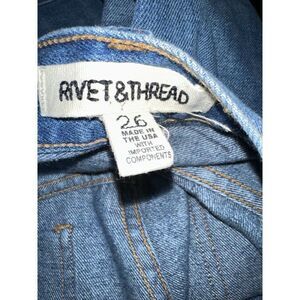 RIVET&THREAD
26
MADE IN
THE USA
WITH
IMPORTED
COMPONENTS